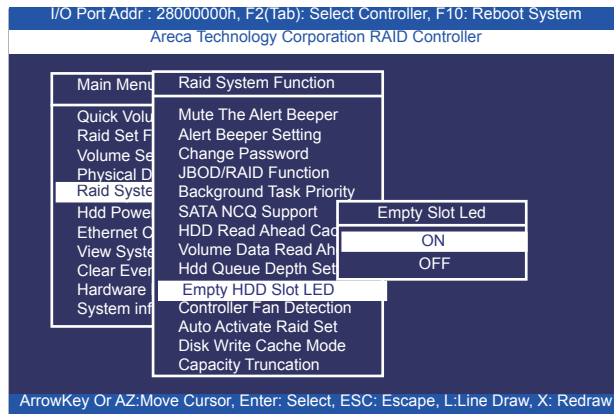 I/O Port Addr : 28000000h, F2(Tab): Select Controller, F10: Reboot System
Areca Technology Corporation RAID Controller
Main Menu
Quick Volu
Raid Set F
Volume Se
Physical D
Raid Syste
Hdd Powe
Ethernet C
View Syste
Clear Even
Hardware
System inf
Raid System Function
Mute The Alert Beeper
Alert Beeper Setting
Change Password
JBOD/RAID Function
Background Task Priority
SATA NCQ Support
HDD Read Ahead Cac
Volume Data Read Ah
Hdd Queue Depth Set
Empty HDD Slot LED
Controller Fan Detection
Auto Activate Raid Set
Disk Write Cache Mode
Capacity Truncation
Empty Slot Led
ON
OFF
ArrowKey Or AZ:Move Cursor, Enter: Select, ESC: Escape, L:Line Draw, X: Redraw